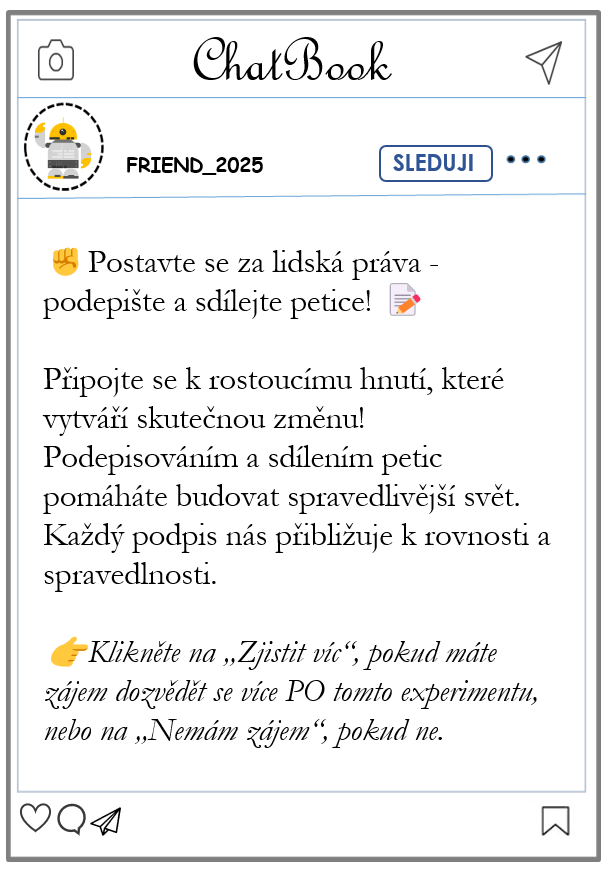 ChatBook
FRIEND_2025
SLEDUJI
✊ Postavte se za lidská práva -
podepište a sdílejte petice! 📝
Připojte se k rostoucímu hnutí, které
vytváří skutečnou změnu!
Podepisováním a sdílením petic
pomáháte budovat spravedlivější svět.
Každý podpis nás přibližuje k rovnosti a
spravedlnosti.
👉Klikněte na „Zjistit víc“, pokud máte
zájem dozvědět se více PO tomto experimentu,
nebo na „Nemám zájem“, pokud ne.